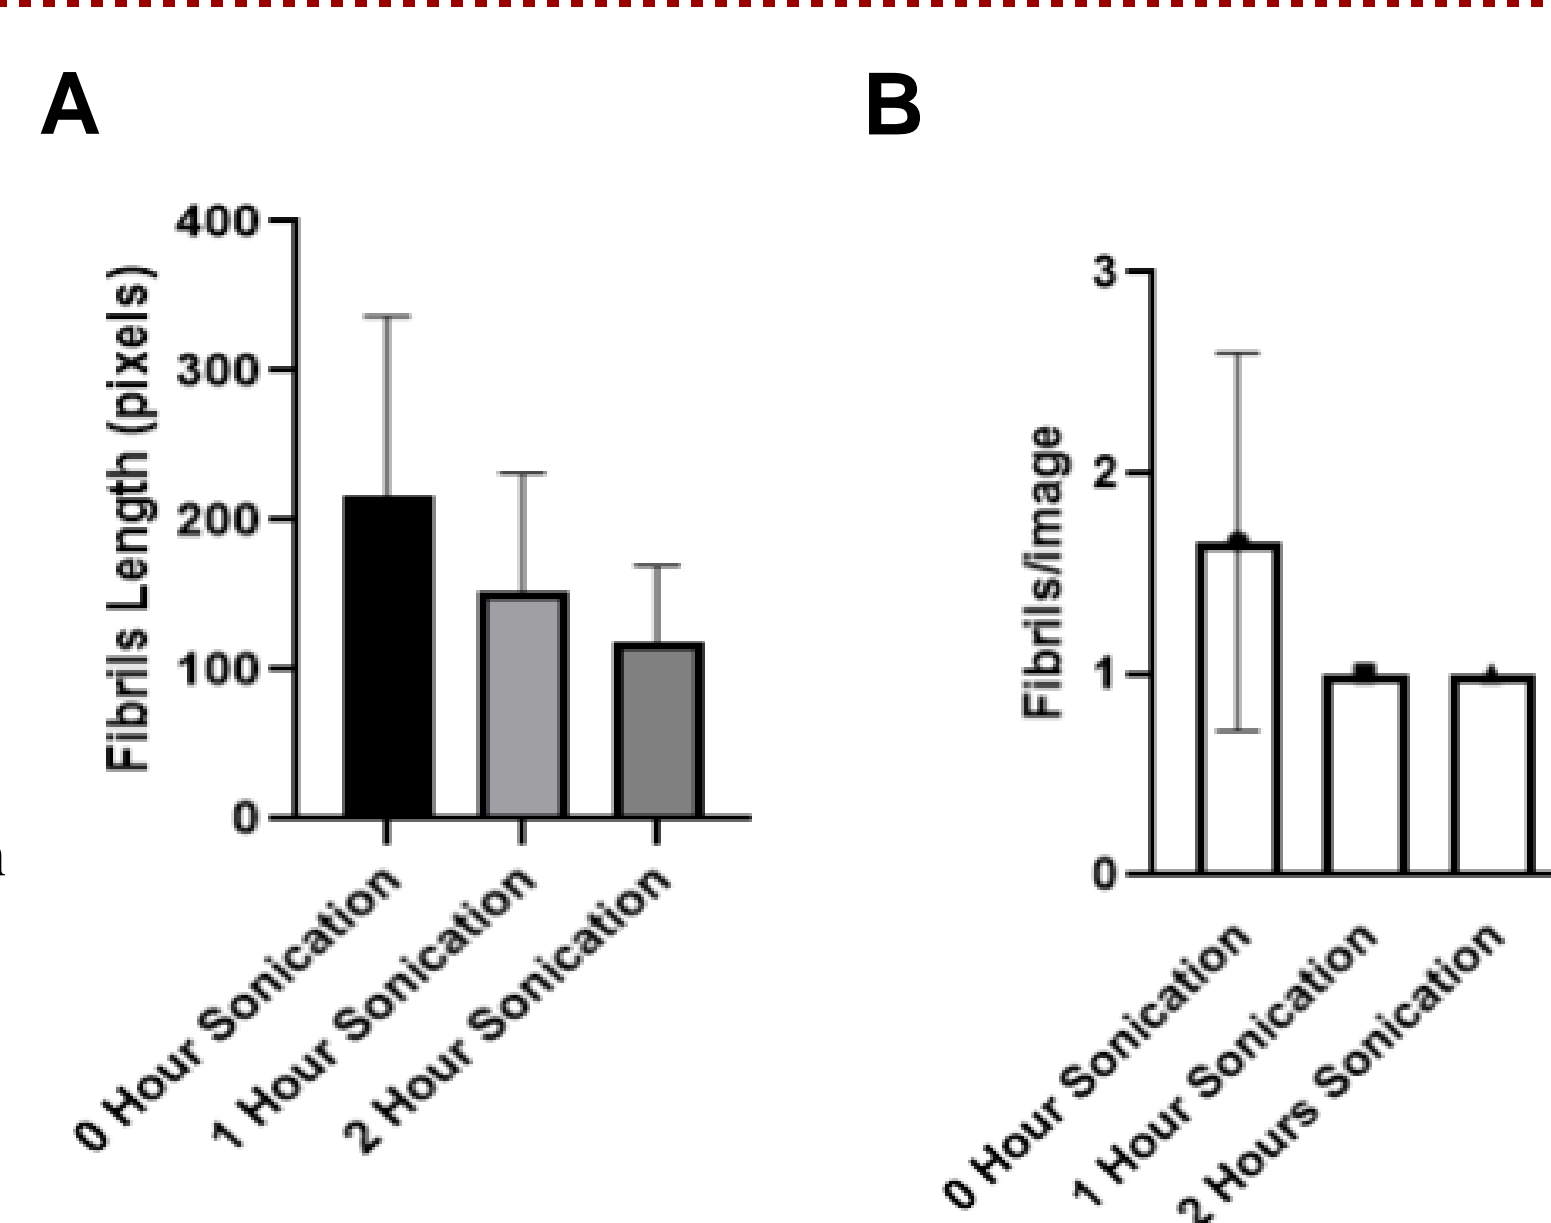 A
B
400
300
200
100
0
Fibrils Length (pixels)
0 Hour Sonication
1 Hour Sonication
2 Hour Sonication
3
2
1
0
Fibrils/image
0 Hour Sonication
1 Hour Sonication
2 Hours Sonication